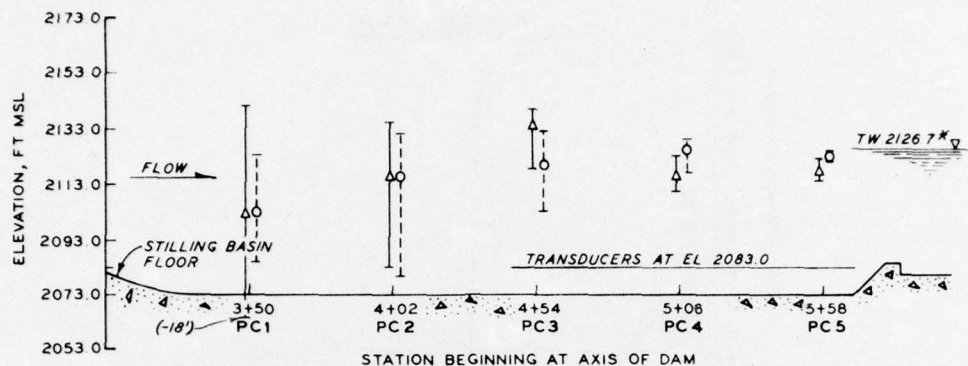 ELEVATION, FT MSL
2173.0
2153.0
2133.0
2113.0
2093.0
2073.0
2053.0
FLOW
STILLING BASIN
FLOOR
TW 2126.7*
TRANSDUCERS AT EL 2083.0
(-18')
3+50 4+02 4+54 5+06 5+58
PC1 PC2 PC3 PC4 PC5
STATION BEGINNING AT AXIS OF DAM